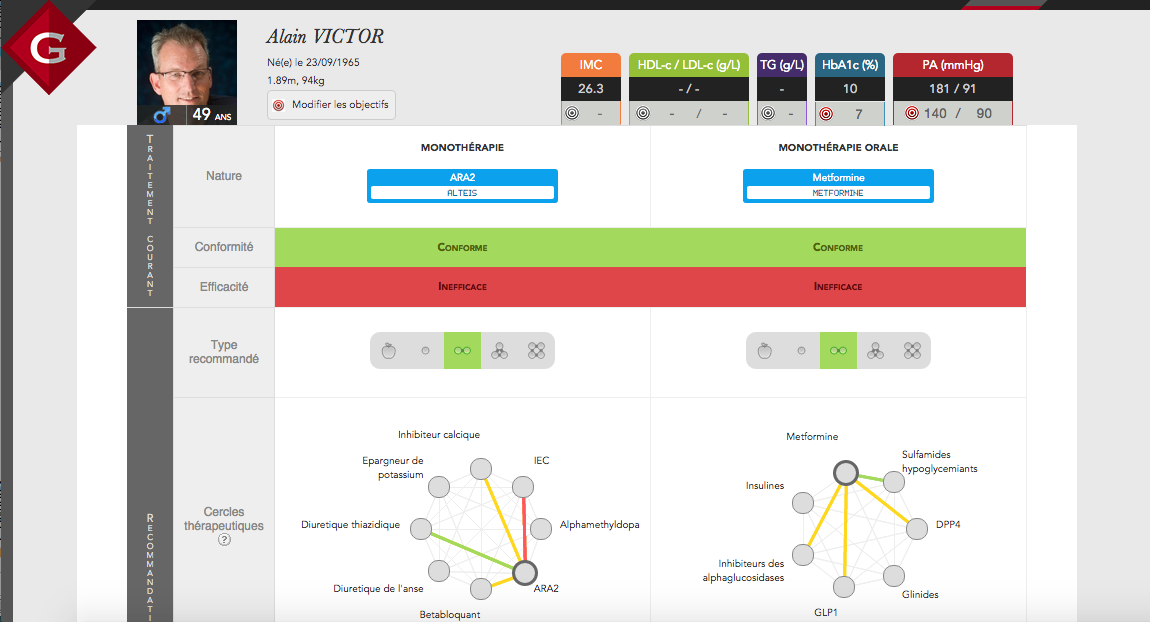 G
Alain VICTOR
Né(e) le 23/09/1965
1.89m, 94kg
Modifier les objectifs
49 ANS
IMC
26.3
-
HDL-c / LDL-c (g/L)
- / -
- / -
TG (g/L)
-
-
HbA1c (%)
10
7
PA (mmHg)
181 / 91
140 / 90
TRAITEMENT COURANT
Nature
MONOTHÉRAPIE
ARA2
ALTEIS
MONOTHÉRAPIE ORALE
Metformine
METFORMINE
Conformité
CONFORME
CONFORME
Efficacité
INEFFICACE
INEFFICACE
RECOMMANDATI
Type
recommandé
Cercles
thérapeutiques
?
Inhibiteur calcique
IEC
Alphamethyldopa
ARA2
Betabloquant
Diuretique de l'anse
Diuretique thiazidique
Epargneur de
potassium
Metformine
Sulfamides
hypoglycemiants
DPP4
Glinides
GLP1
Inhibiteurs des
alphaglucosidases
Insulines